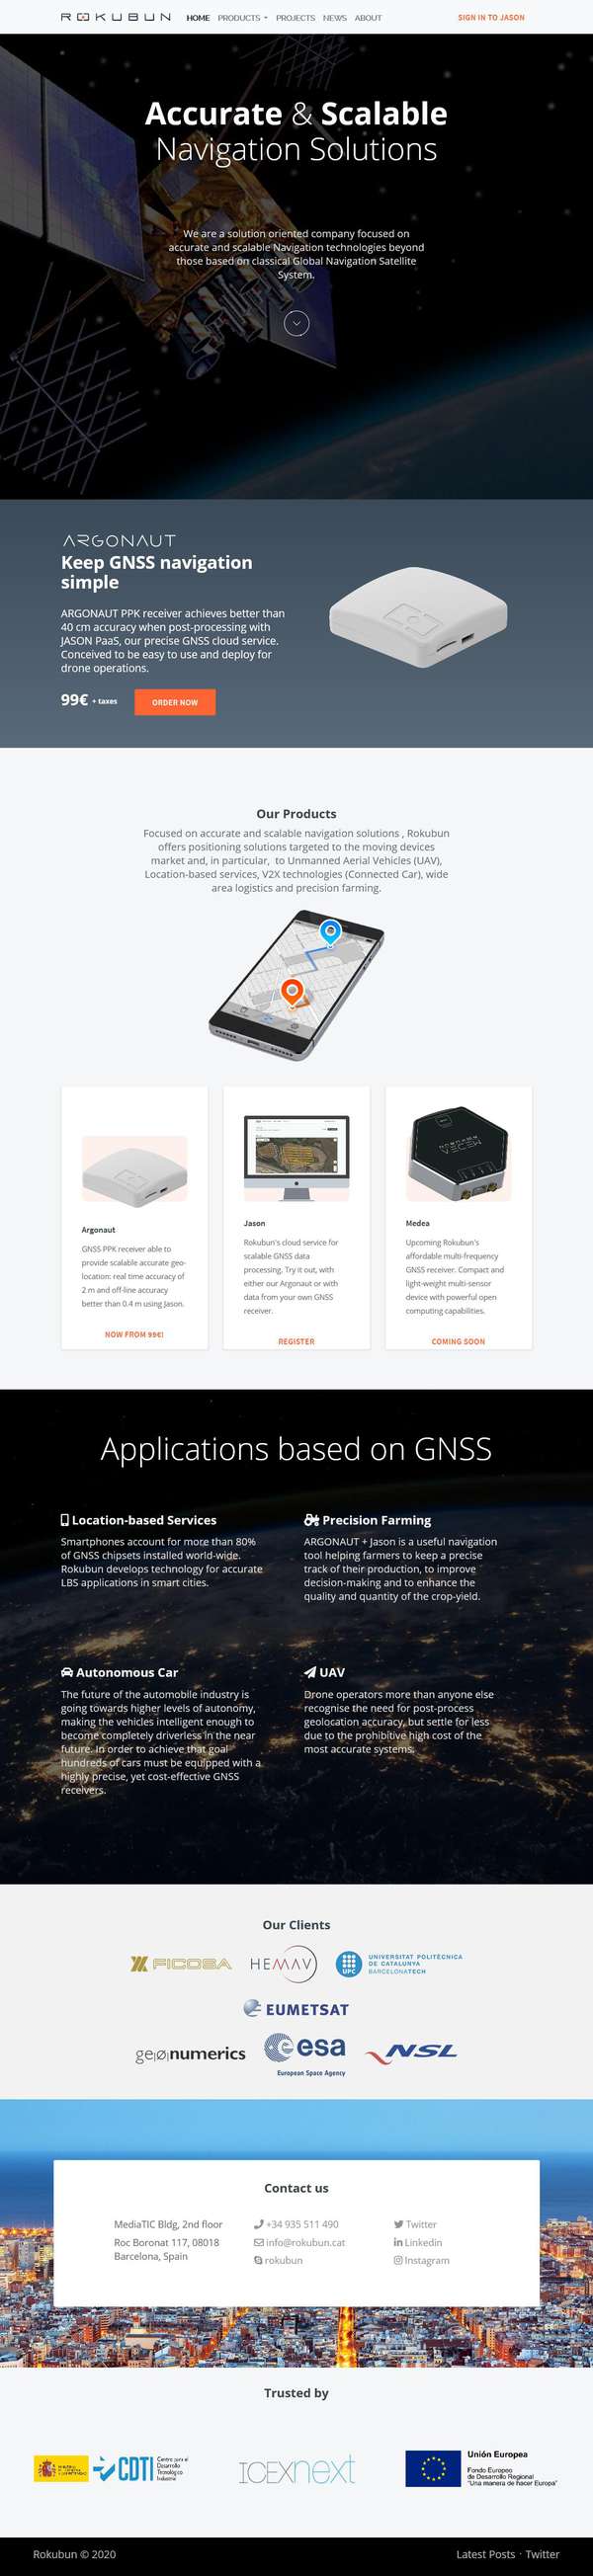 ROKUBUN
HOME PRODUCTS PROJECTS NEWS ABOUT
SIGN IN TO JASON
Accurate & Scalable
Navigation Solutions
We are a solution oriented company focused on
accurate and scalable Navigation technologies beyond
those based on classical Global Navigation Satellite
System.
ARGONAUT
Keep GNSS navigation
simple
ARGONAUT PPK receiver achieves better than
40 cm accuracy when post-processing with
JASON PaaS, our precise GNSS cloud service.
Conceived to be easy to use and deploy for
drone operations.
99€ + taxes
ORDER NOW
Our Products
Focused on accurate and scalable navigation solutions , Rokubun
offers positioning solutions targeted to the moving devices
market and, in particular, to Unmanned Aerial Vehicles (UAV),
Location-based services, V2X technologies (Connected Car), wide
area logistics and precision farming.
Argonaut
GNSS PPK receiver able to
provide scalable accurate geo-
location: real time accuracy of
2 m and off-line accuracy
better than 0.4 m using Jason.
NOW FROM 99€!
Jason
Rokubun's cloud service for
scalable GNSS data
processing. Try it out, with
either our Argonaut or with
data from your own GNSS
receiver.
REGISTER
MEDEA
Medea
Upcoming Rokubun's
affordable multi-frequency
GNSS receiver. Compact and
light-weight multi-sensor
device with powerful open
computing capabilities.
COMING SOON
Applications based on GNSS
Location-based Services
Smartphones account for more than 80%
of GNSS chipsets installed world-wide.
Rokubun develops technology for accurate
LBS applications in smart cities.
Precision Farming
ARGONAUT + Jason is a useful navigation
tool helping farmers to keep a precise
track of their production, to improve
decision-making and to enhance the
quality and quantity of the crop-yield.
Autonomous Car
The future of the automobile industry is
going towards higher levels of autonomy,
making the vehicles intelligent enough to
become completely driverless in the near
future. In order to achieve that goal
hundreds of cars must be equipped with a
highly precise, yet cost-effective GNSS
receivers.
UAV
Drone operators more than anyone else
recognise the need for post-process
geolocation accuracy, but settle for less
due to the prohibitive high cost of the
most accurate systems.
Our Clients
FICOSA
HEMAV
UPC
UNIVERSITAT POLITÈCNICA
DE CATALUNYA
BARCELONATECH
EUMETSAT
geonumerics
esa
European Space Agency
NSL
Contact us
MediaTIC Bldg, 2nd floor
Roc Boronat 117, 08018
Barcelona, Spain
+34 935 511 490
info@rokubun.cat
rokubun
Twitter
Linkedin
Instagram
Trusted by
CDTI
Centro para el
Desarrollo
Tecnológico
Industrial
ICEXnext
Unión Europea
Fondo Europeo
de Desarrollo Regional
"Una manera de hacer Europa"
Rokubun © 2020
Latest Posts · Twitter